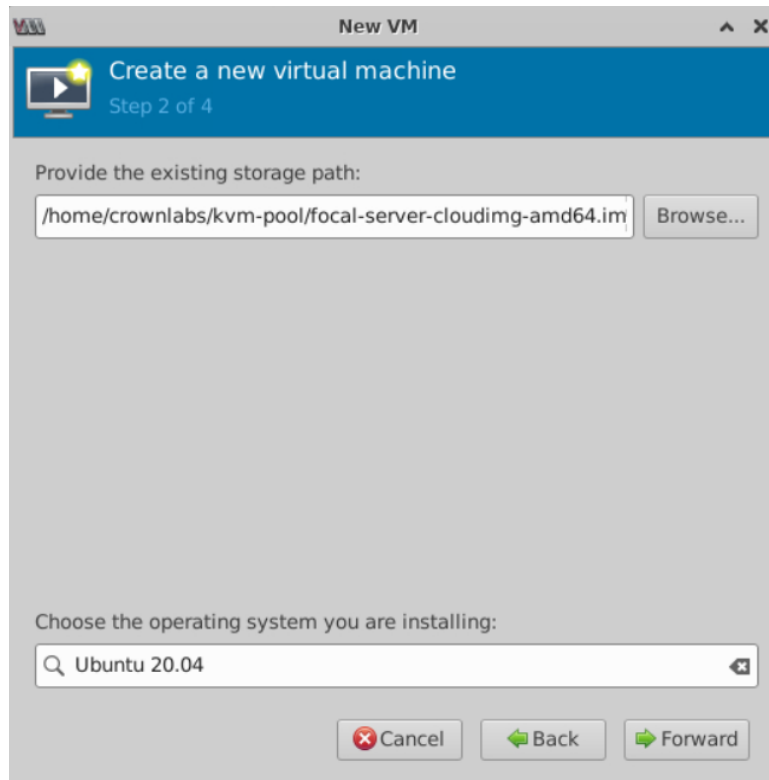 New VM
Create a new virtual machine
Step 2 of 4
Provide the existing storage path:
/home/crownlabs/kvm-pool/focal-server-cloudimg-amd64.im
Browse...
Choose the operating system you are installing:
Ubuntu 20.04
Cancel
Back
Forward